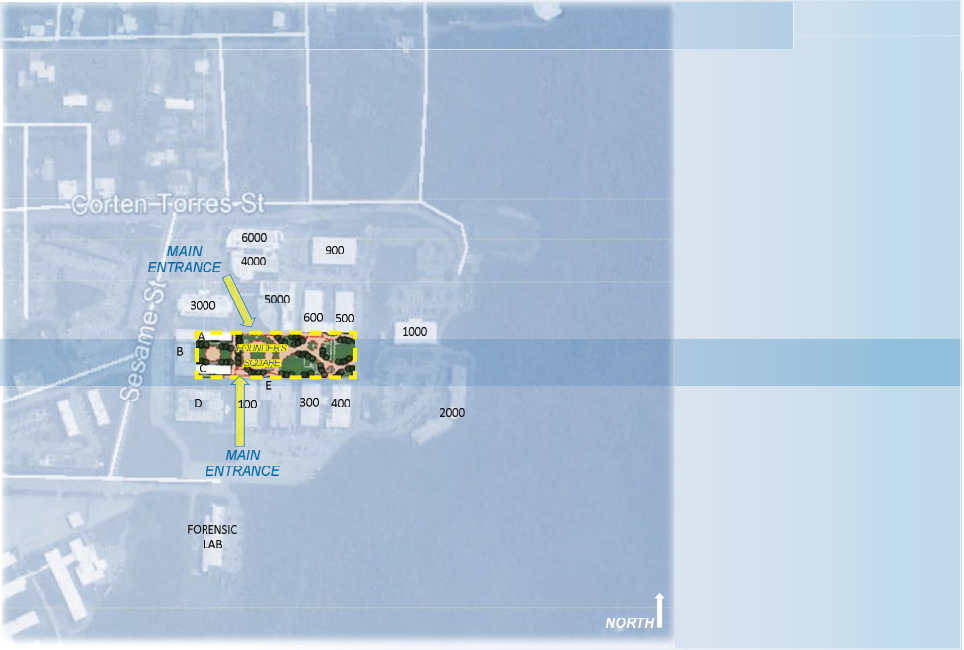 Corten Torres St
6000
900
MAIN
ENTRANCE
4000
5000
3000
600
500
1000
Sesame St
A
B
FOUNDER'S
SQUARE
C
E
D
100
300
400
2000
MAIN
ENTRANCE
FORENSIC
LAB
NORTH